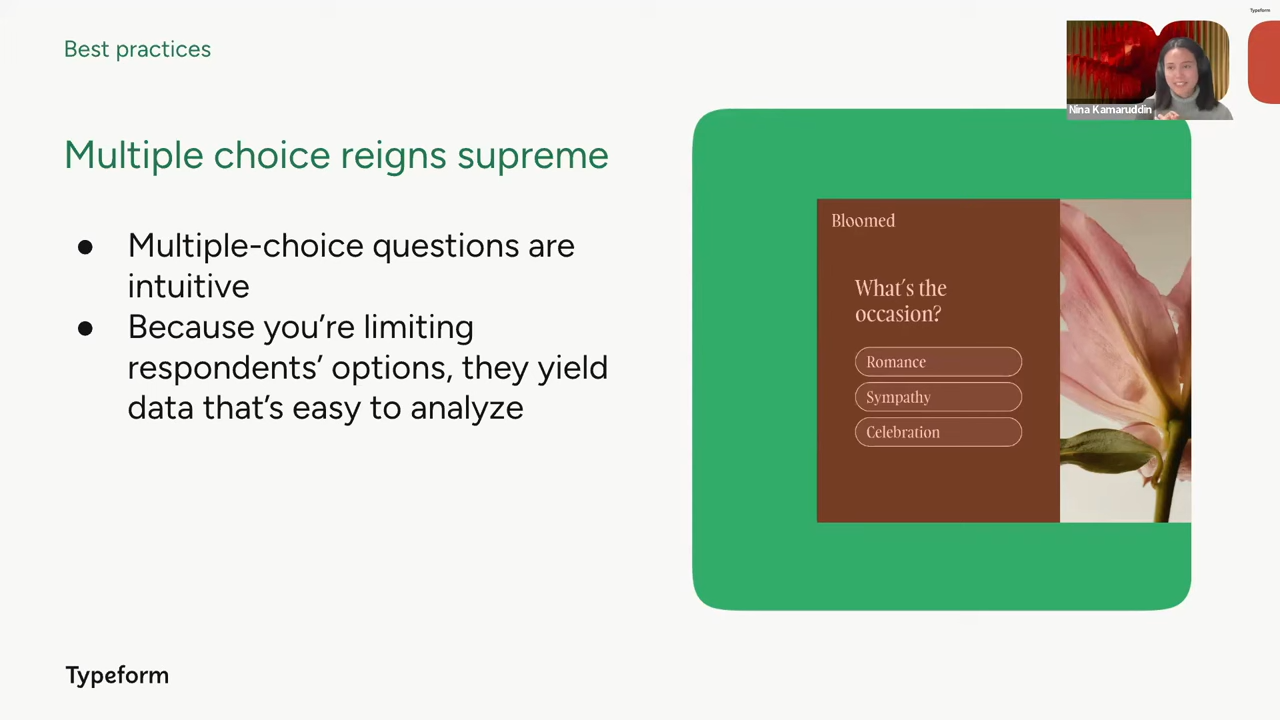 Typeform
Best practices
Nina Kamaruddin
Multiple choice reigns supreme
● Multiple-choice questions are
intuitive
● Because you’re limiting
respondents’ options, they yield
data that’s easy to analyze
Bloomed
What’s the
occasion?
Romance
Sympathy
Celebration
Typeform